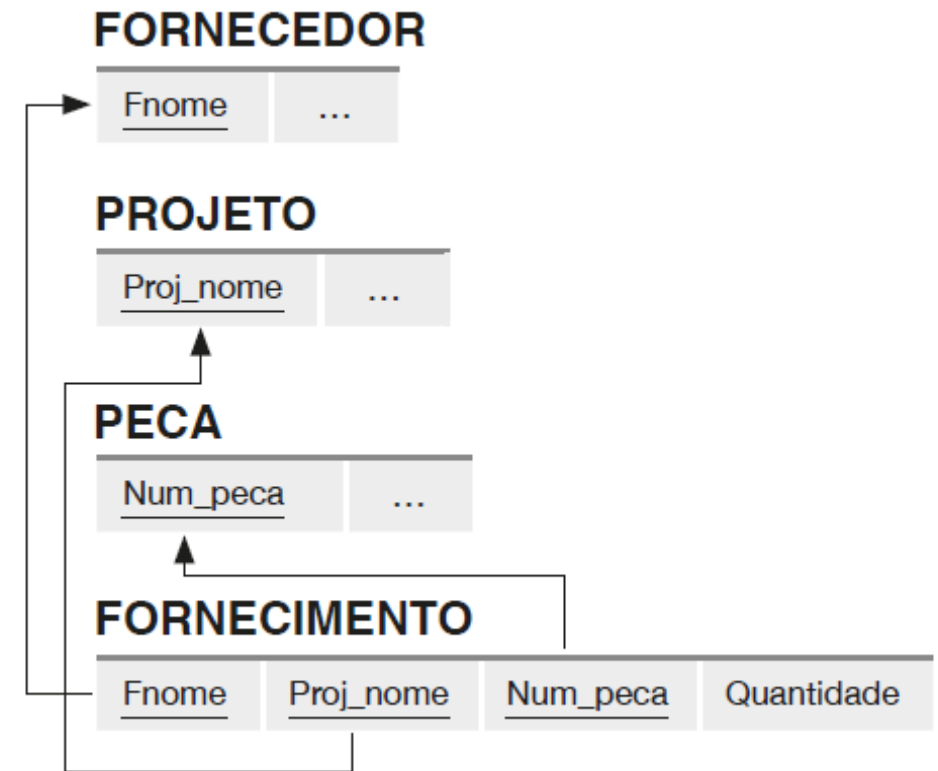 FORNECEDOR
Fnome ...
PROJETO
Proj_nome ...
PECA
Num_peca ...
FORNECIMENTO
Fnome Proj_nome Num_peca Quantidade